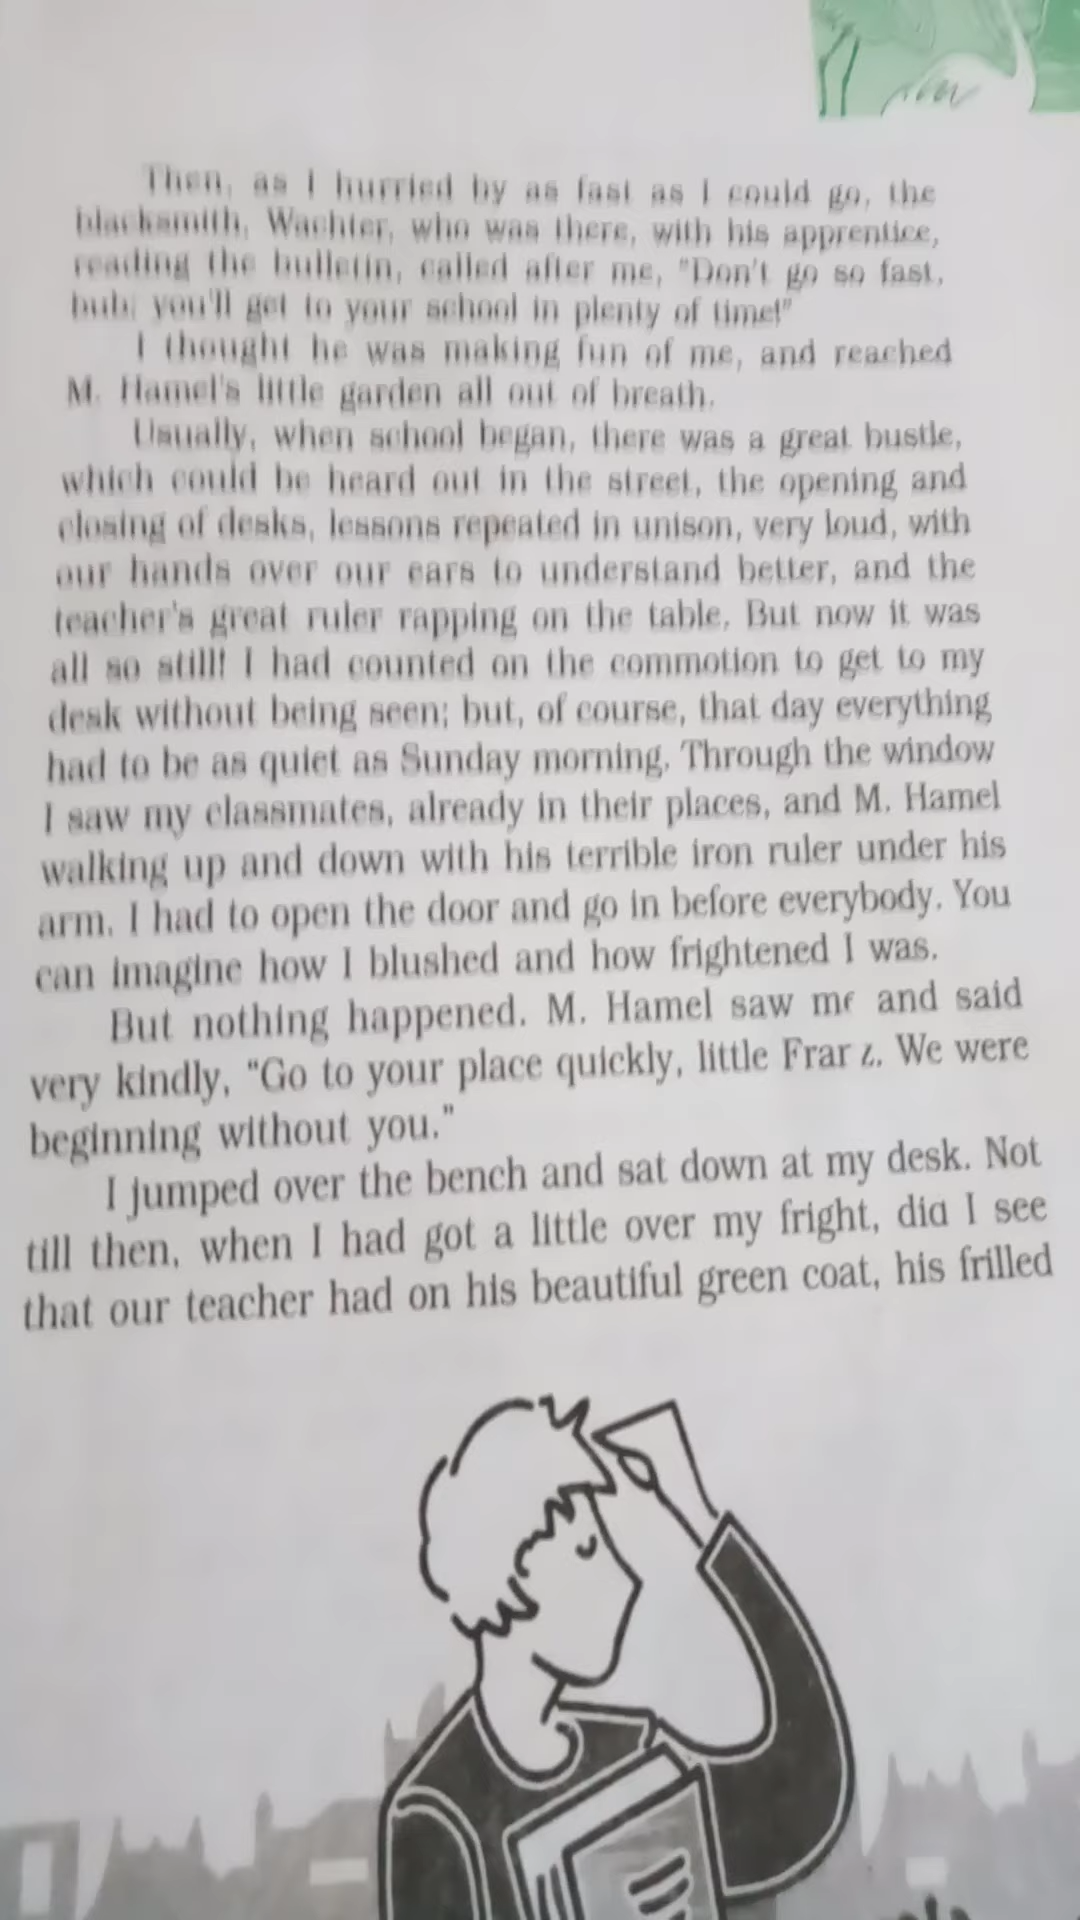 Then, as I hurried by as fast as I could go, the
blacksmith, Wachter, who was there, with his apprentice,
reading the bulletin, called after me, "Don't go so fast,
bub; you'll get to your school in plenty of time!"
I thought he was making fun of me, and reached
M. Hamel's little garden all out of breath.
Usually, when school began, there was a great bustle,
which could be heard out in the street, the opening and
closing of desks, lessons repeated in unison, very loud, with
our hands over our ears to understand better, and the
teacher's great ruler rapping on the table. But now it was
all so still! I had counted on the commotion to get to my
desk without being seen; but, of course, that day everything
had to be as quiet as Sunday morning. Through the window
I saw my classmates, already in their places, and M. Hamel
walking up and down with his terrible iron ruler under his
arm. I had to open the door and go in before everybody. You
can imagine how I blushed and how frightened I was.
But nothing happened. M. Hamel saw me and said
very kindly, “Go to your place quickly, little Franz. We were
beginning without you.”
I jumped over the bench and sat down at my desk. Not
till then, when I had got a little over my fright, did I see
that our teacher had on his beautiful green coat, his frilled